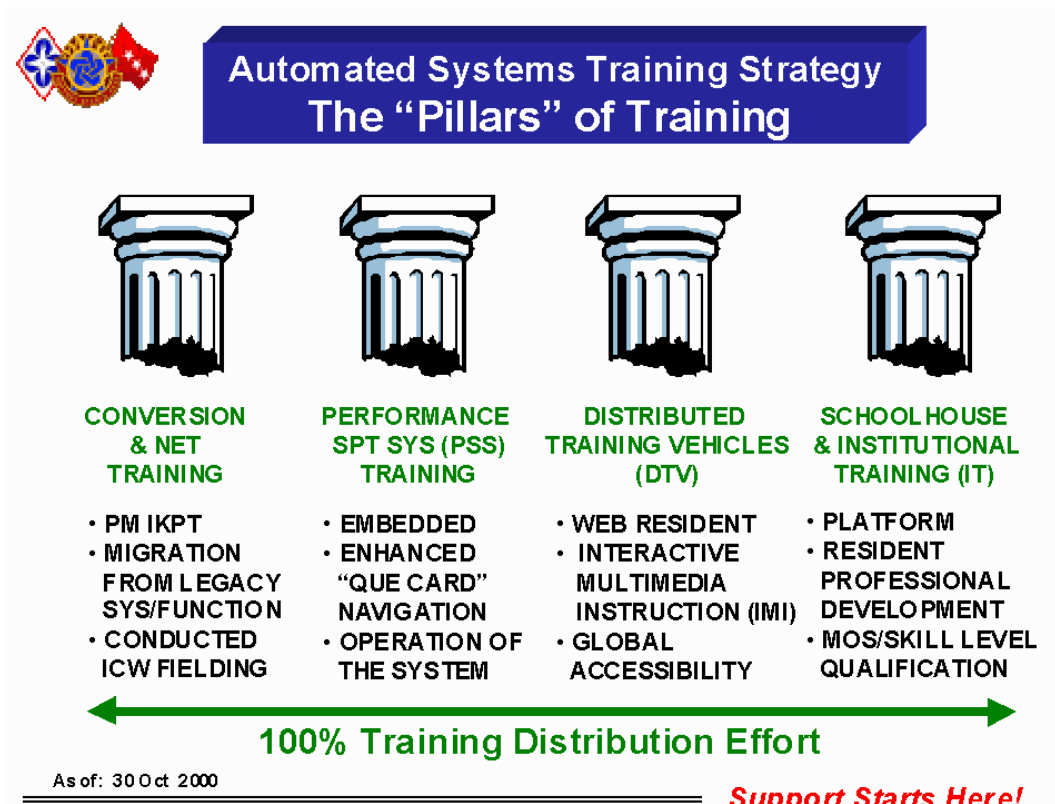 Automated Systems Training Strategy
The “Pillars” of Training
CONVERSION
& NET
TRAINING
• PM IKPT
• MIGRATION
FROM LEGACY
SYS/FUNCTION
• CONDUCTED
ICW FIELDING
PERFORMANCE
SPT SYS (PSS)
TRAINING
• EMBEDDED
• ENHANCED
“QUE CARD”
NAVIGATION
• OPERATION OF
THE SYSTEM
DISTRIBUTED
TRAINING VEHICLES
(DTV)
• WEB RESIDENT
• INTERACTIVE
MULTIMEDIA
INSTRUCTION (IMI)
• GLOBAL
ACCESSIBILITY
SCHOOLHOUSE
& INSTITUTIONAL
TRAINING (IT)
• PLATFORM
• RESIDENT
PROFESSIONAL
DEVELOPMENT
• MOS/SKILL LEVEL
QUALIFICATION
100% Training Distribution Effort
As of: 30 Oct 2000
Support Starts Here!